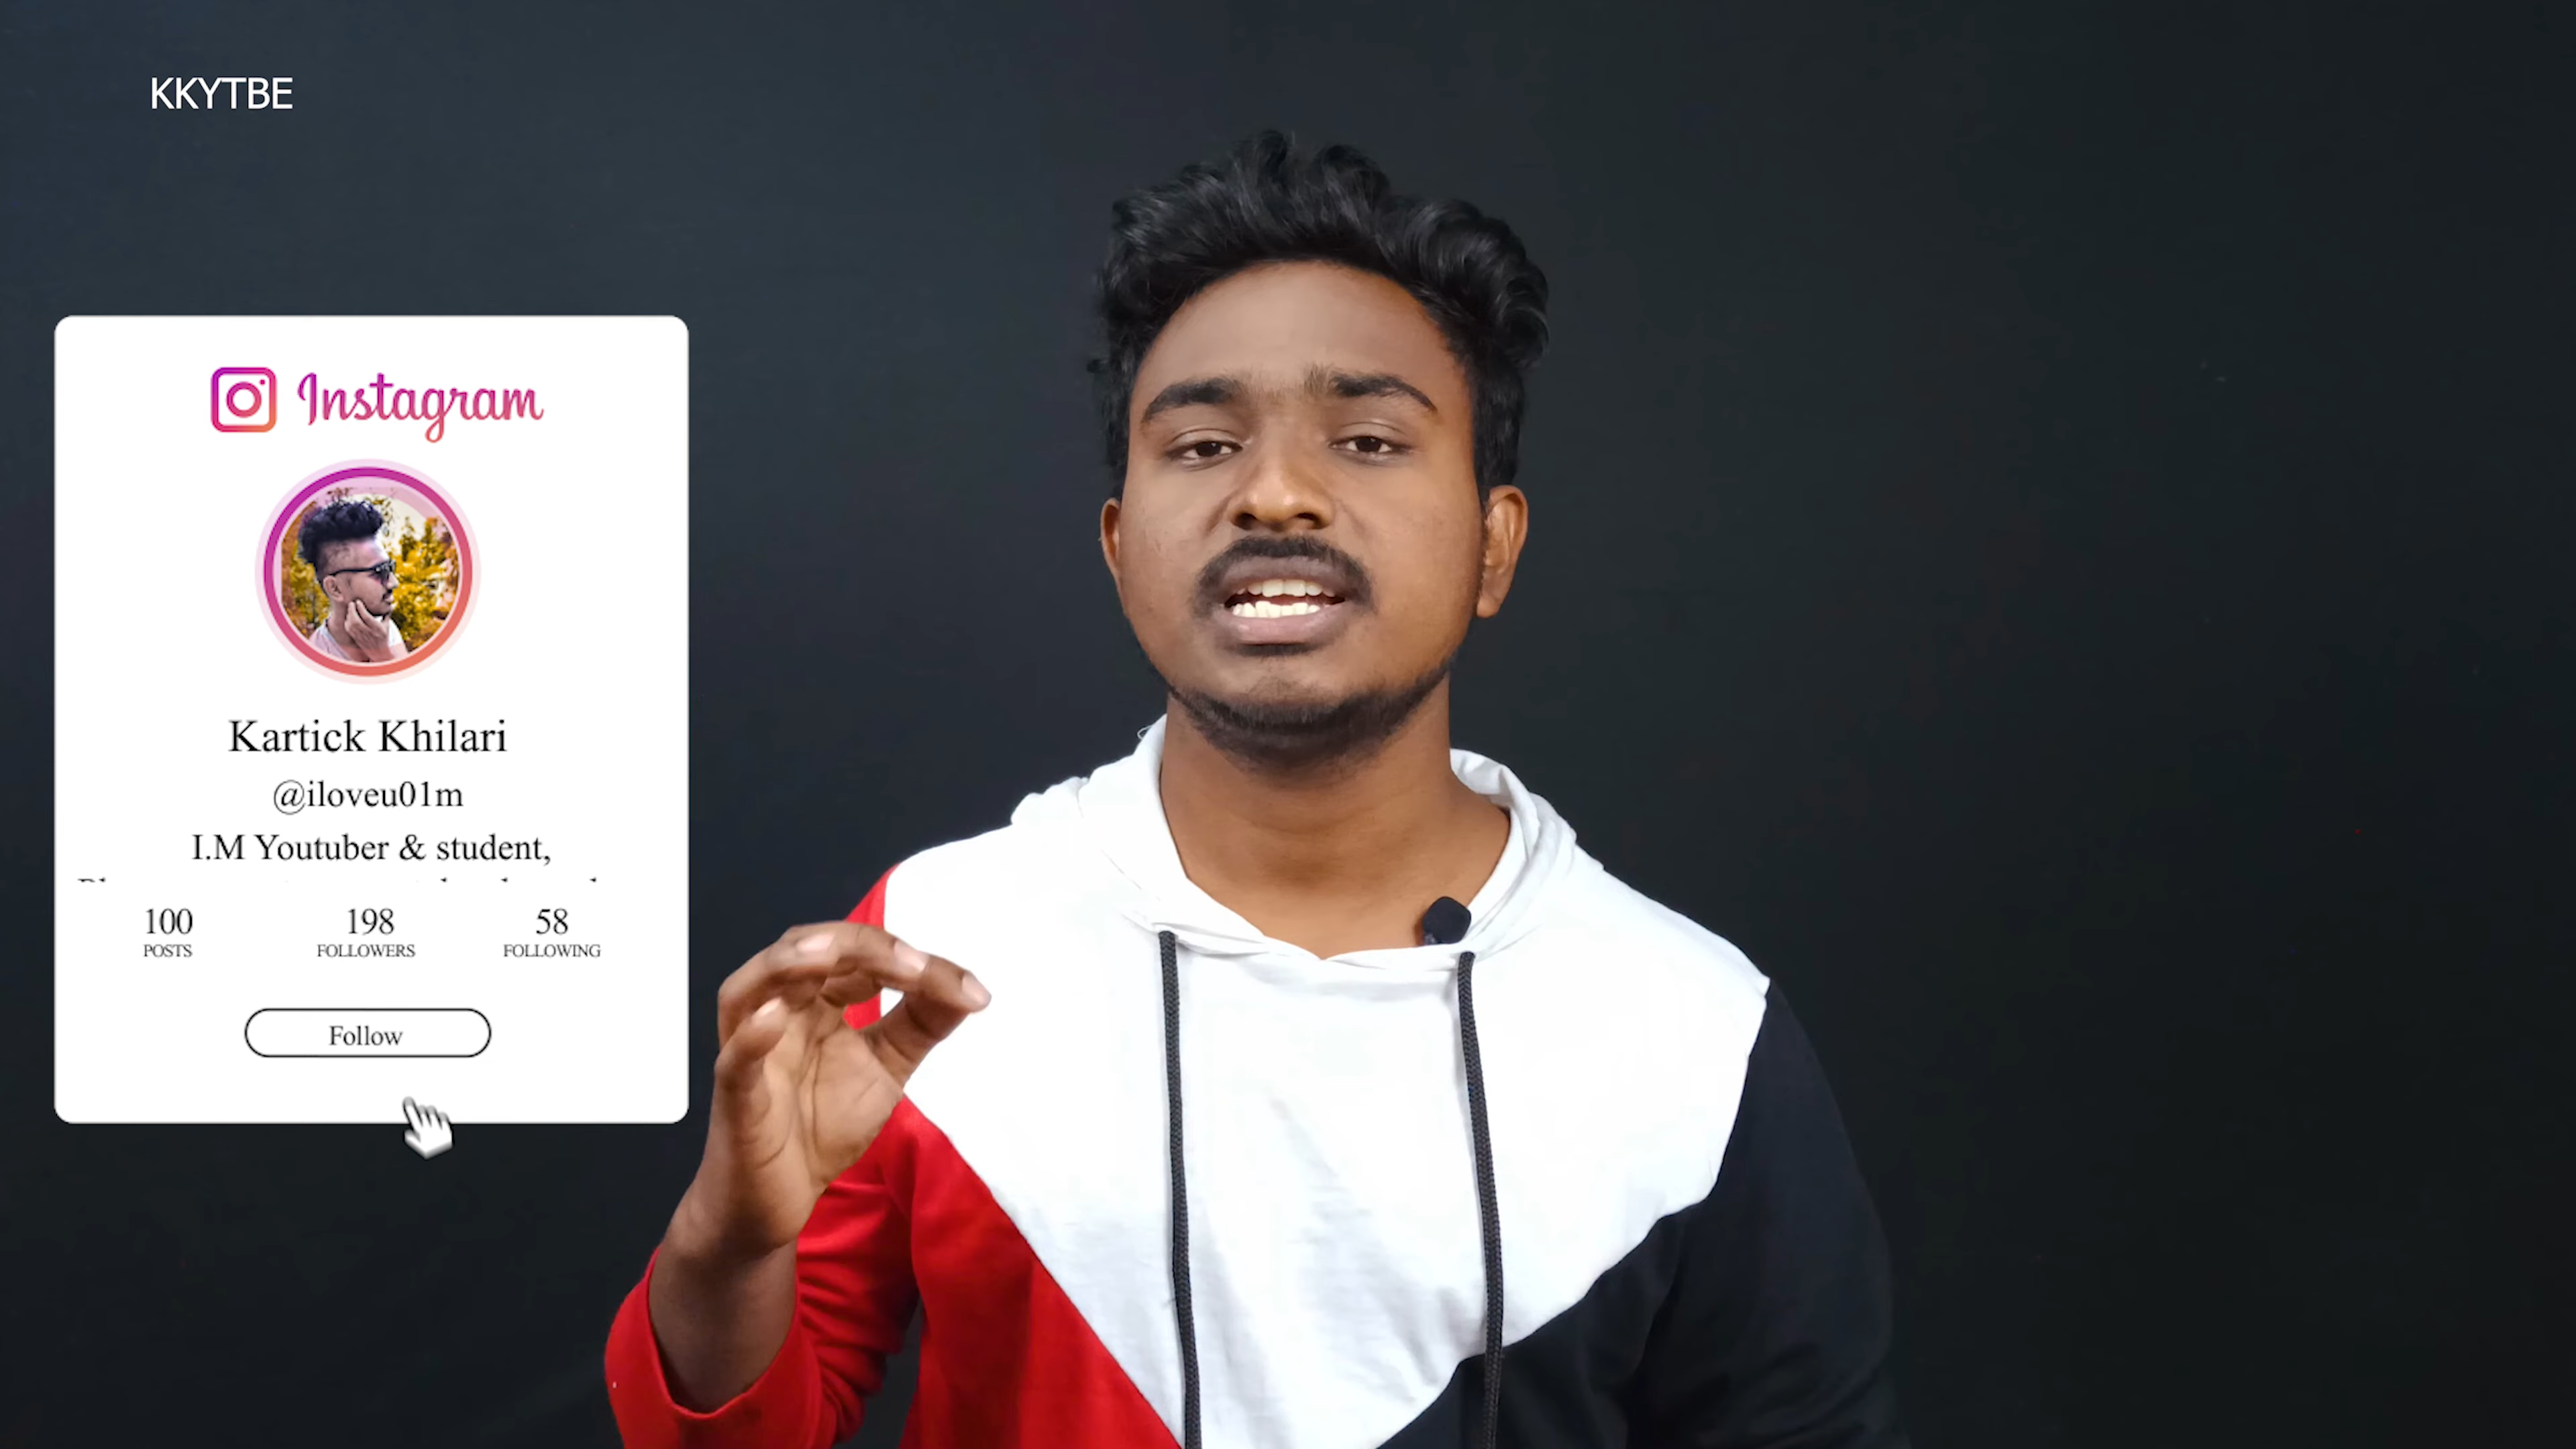 KKYTBE
Instagram
Kartick Khilari
@iloveu01m
I.M Youtuber & student,
100 198 58
POSTS FOLLOWERS FOLLOWING
Follow